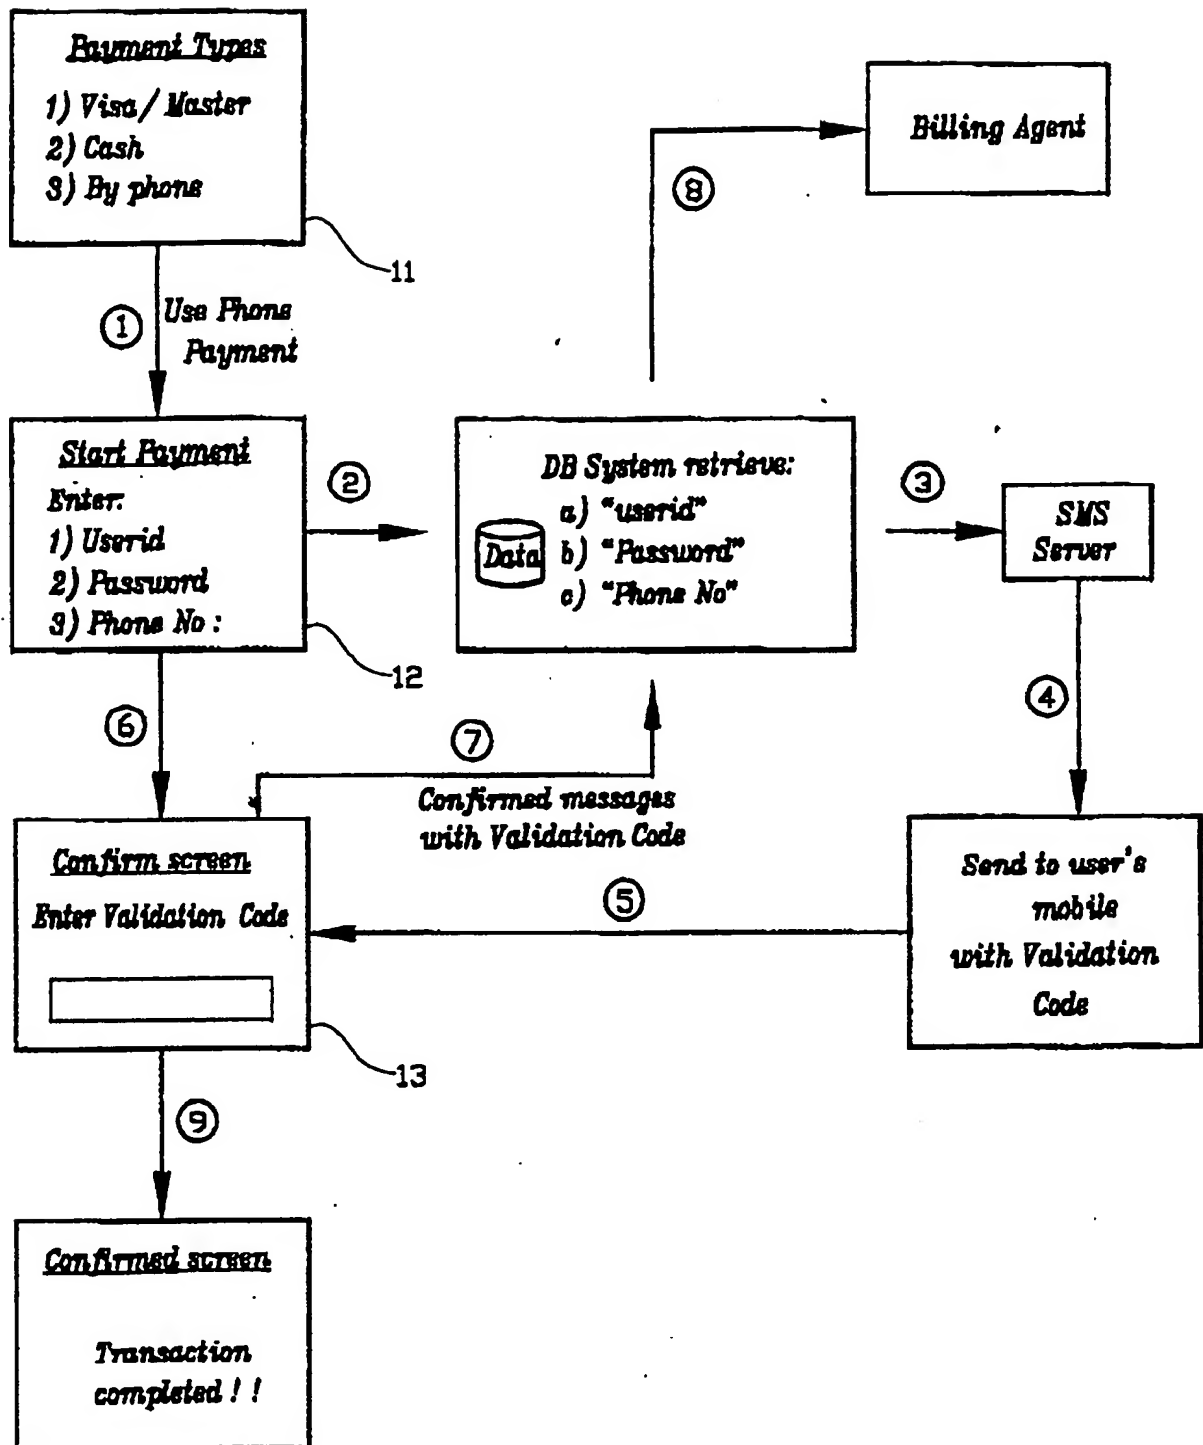 Payment Types
1) Visa/Master
2) Cash
3) By phone
11
1
Use Phone
Payment
Billing Agent
8
Start Payment
Enter:
1) Userid
2) Password
3) Phone No :
12
2
DB System retrieve:
a) "userid"
b) "Password"
c) "Phone No"
Data
3
SMS
Server
4
6
7
Confirmed messages
with Validation Code
Confirm screen
Enter Validation Code
13
5
Send to user's
mobile
with Validation
Code
9
Confirmed screen
Transaction
completed ! !